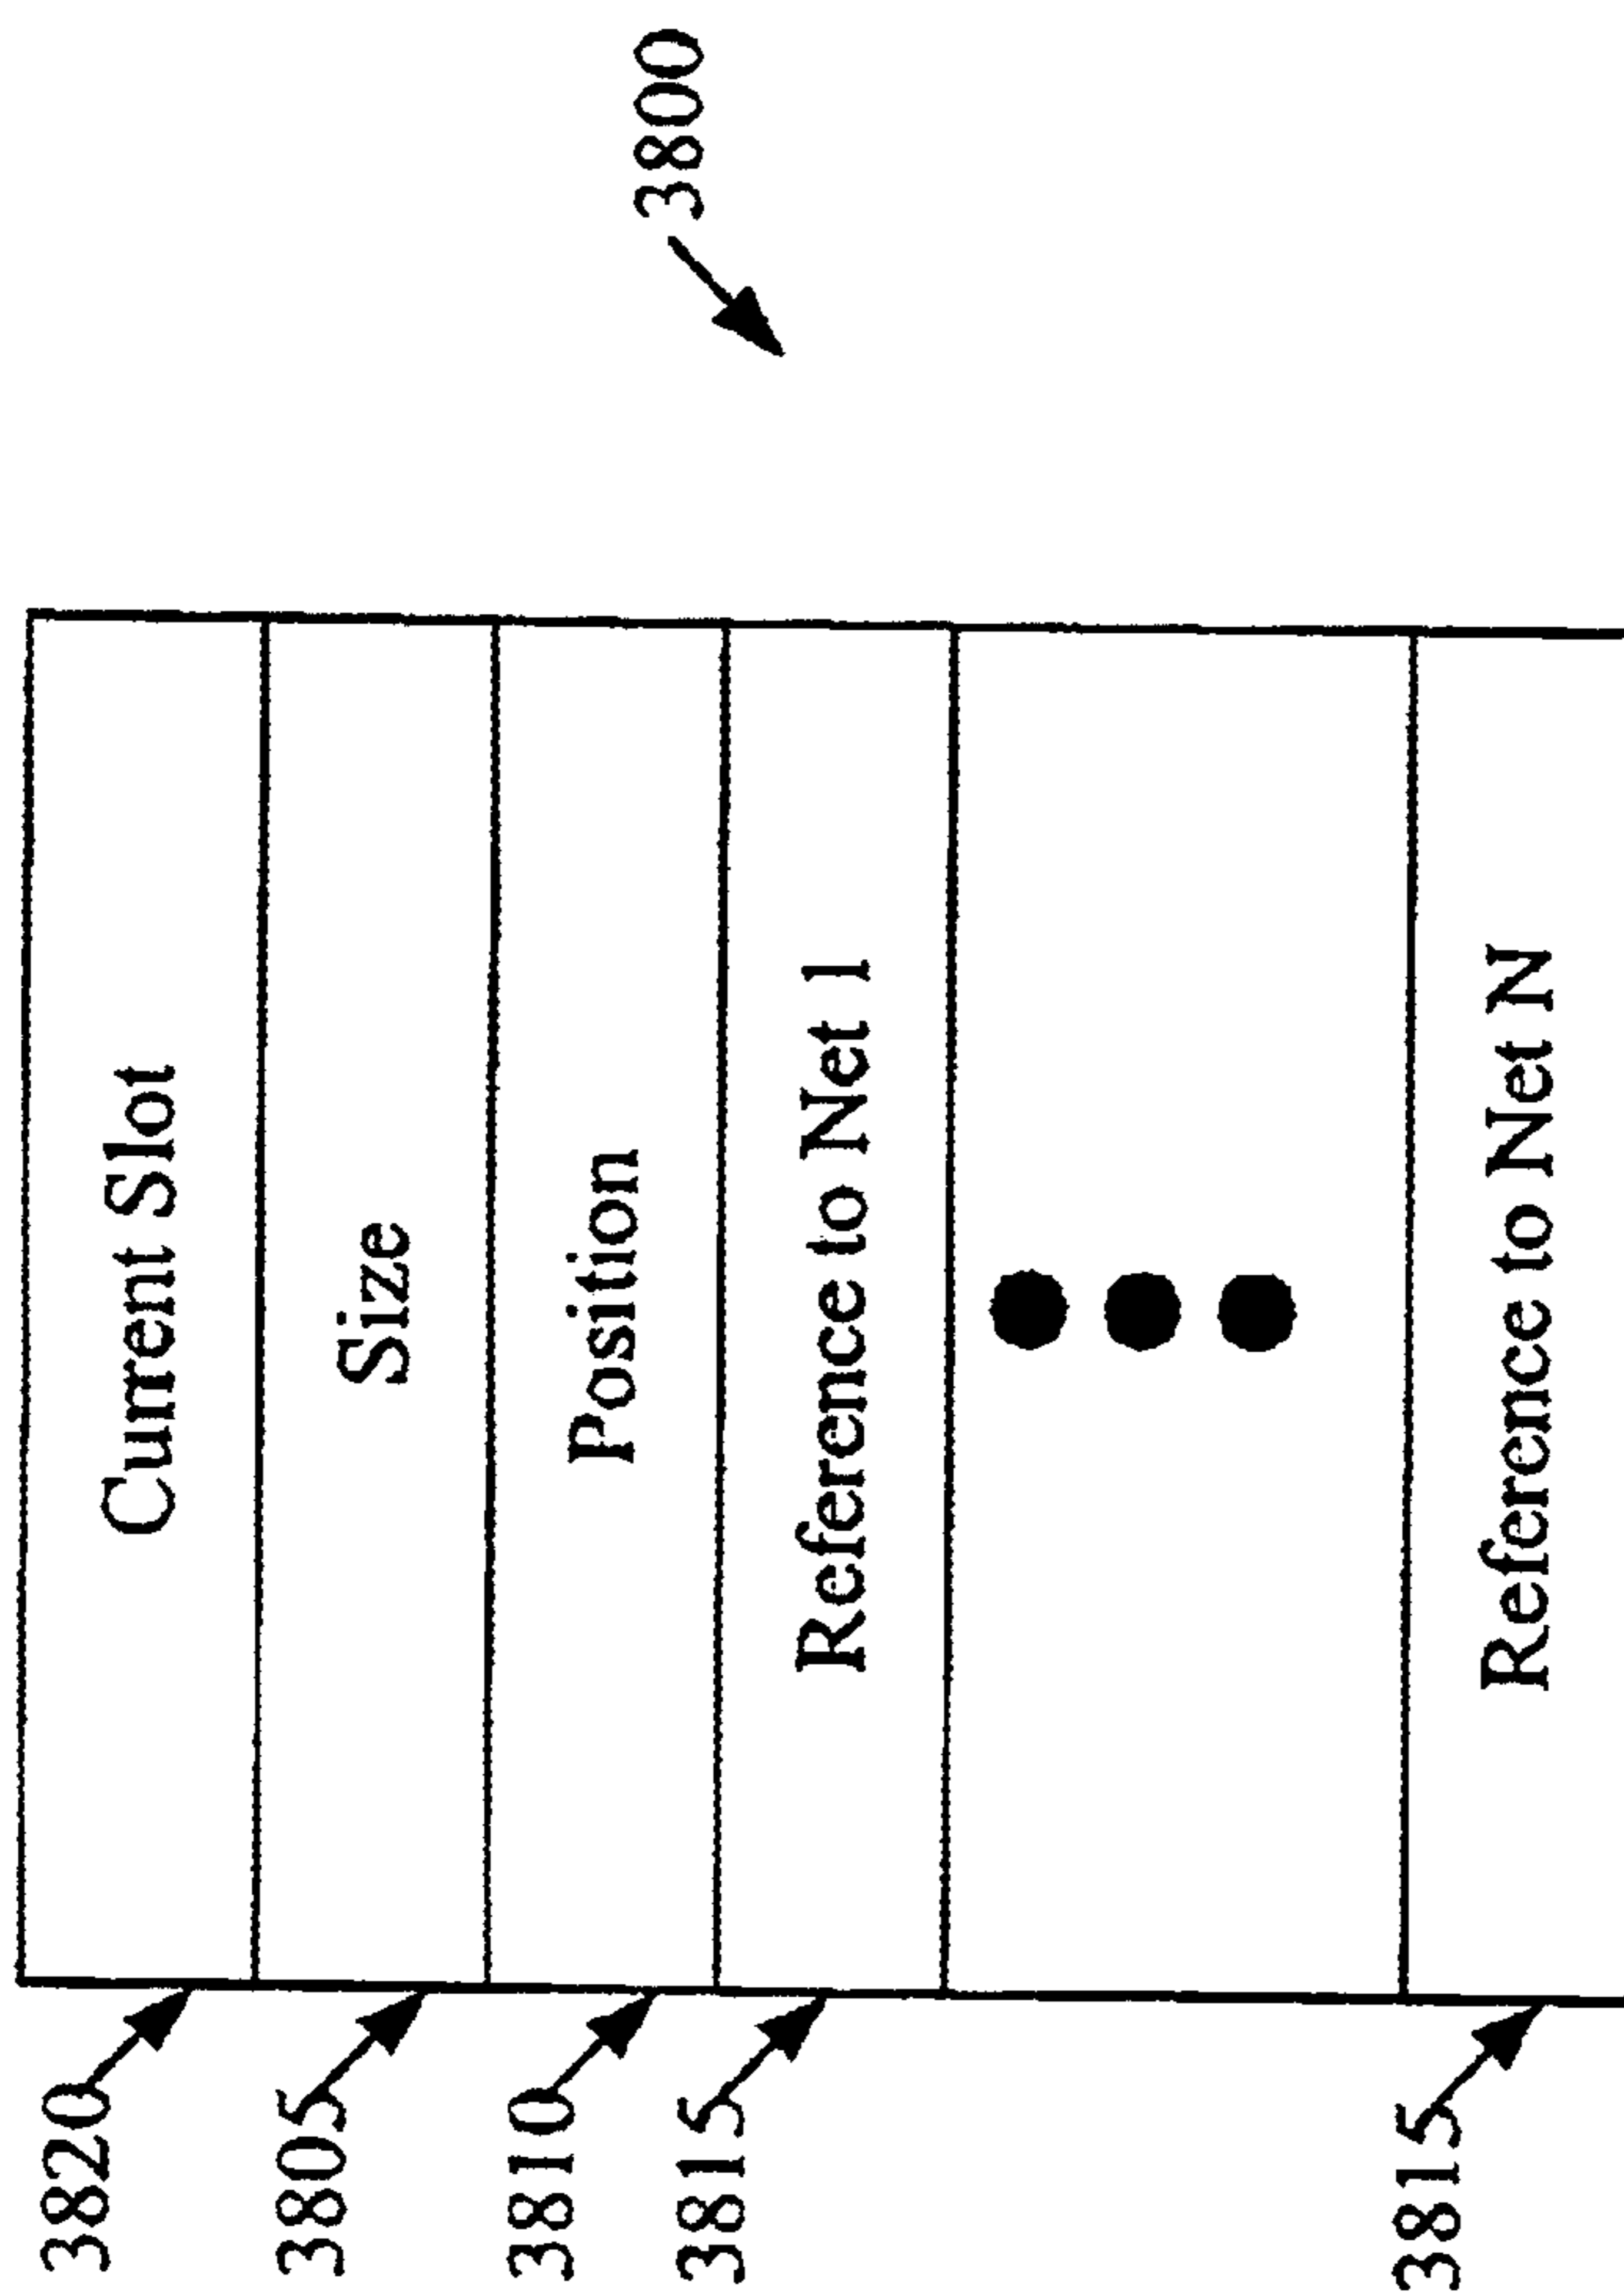 3800
3820
Current Slot
3805
Size
3810
Position
3815
Reference to Net 1
3815
Reference to Net N